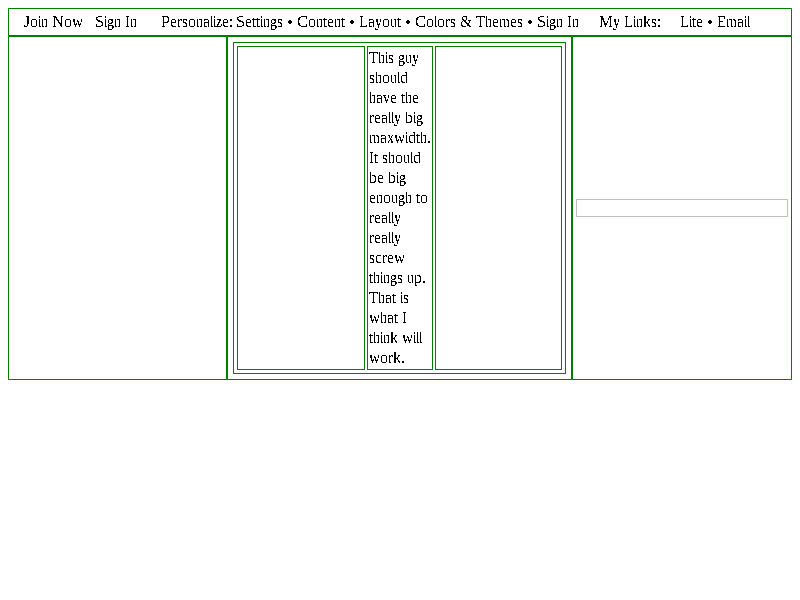 Join Now Sign In Personalize: Settings • Content • Layout • Colors & Themes • Sign In My Links: Lite • Email
This guy
should
have the
really big
maxwidth.
It should
be big
enough to
really
really
screw
things up.
That is
what I
think will
work.